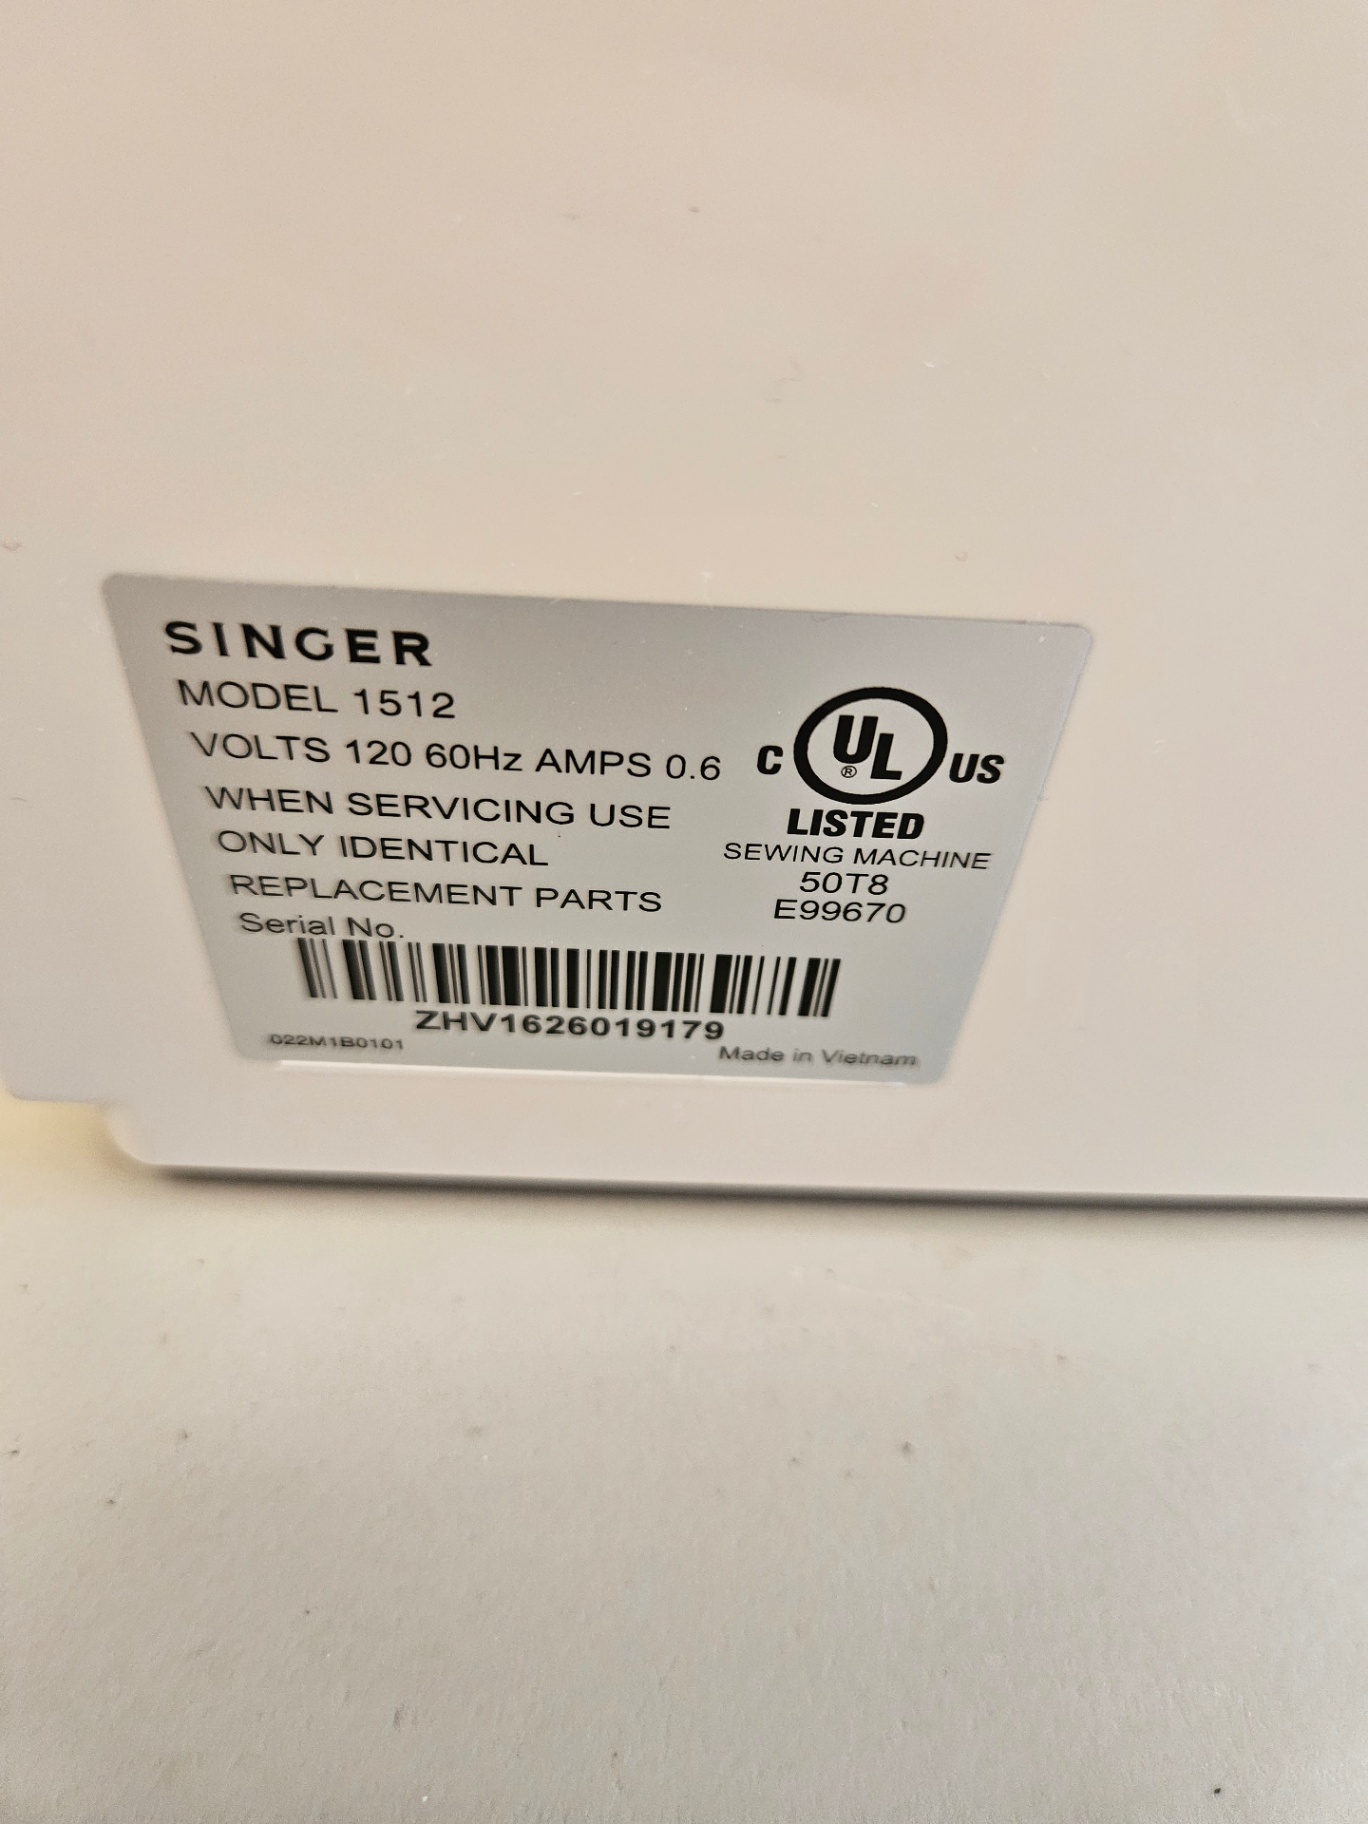 SINGER
MODEL 1512
VOLTS 120 60Hz AMPS 0.6
WHEN SERVICING USE
ONLY IDENTICAL
REPLACEMENT PARTS
C UL® US
LISTED
SEWING MACHINE
50T8
E99670
Serial No.
ZHV1626019179
022M1B0101
Made in Vietnam